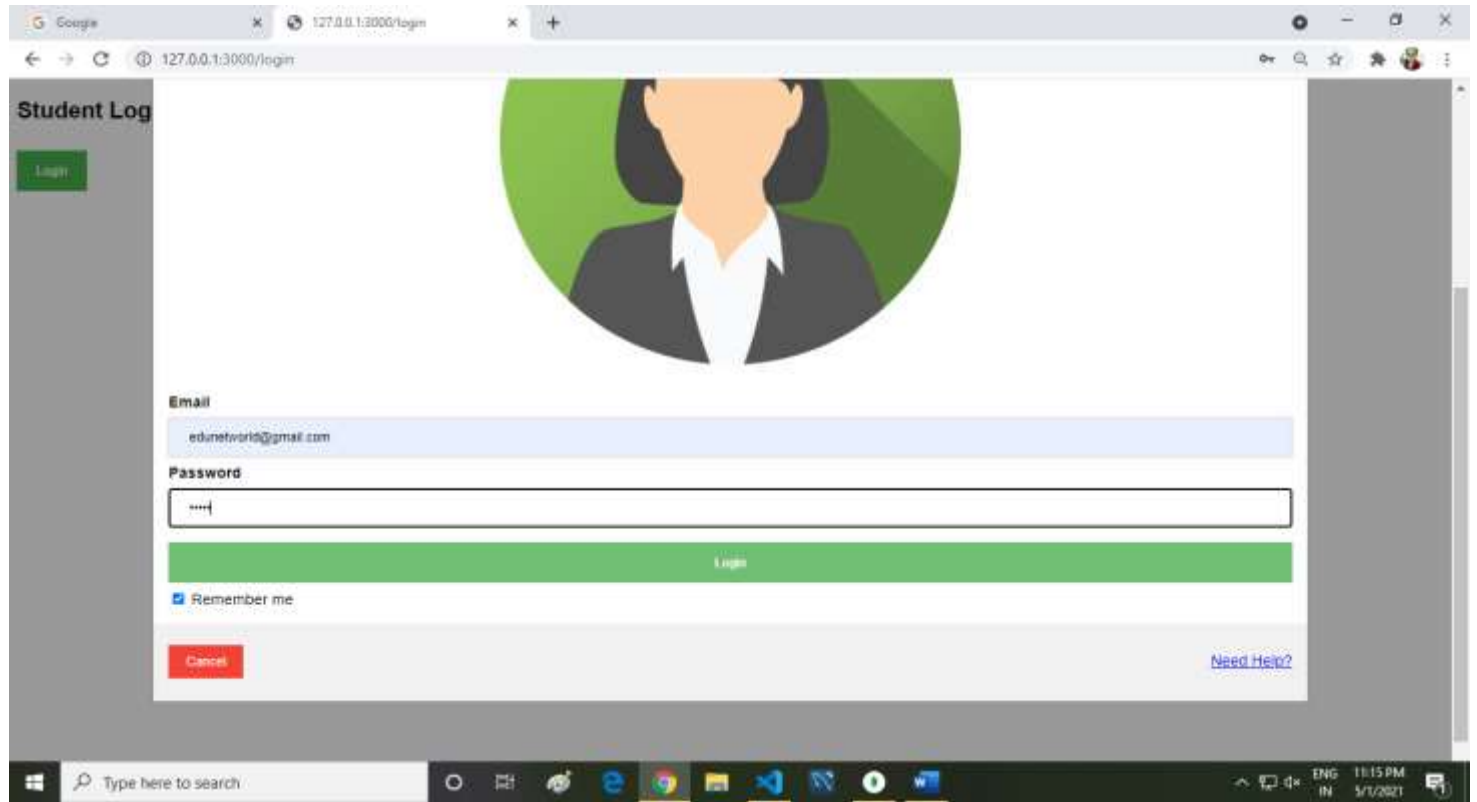 Google
127.0.0.1:3000/login
127.0.0.1:3000/login
Student Log
Login
Email
edunetworld@gmail.com
Password
•••••
Login
Remember me
Cancel
Need Help?
Type here to search
ENG
IN
11:15 PM
5/1/2021